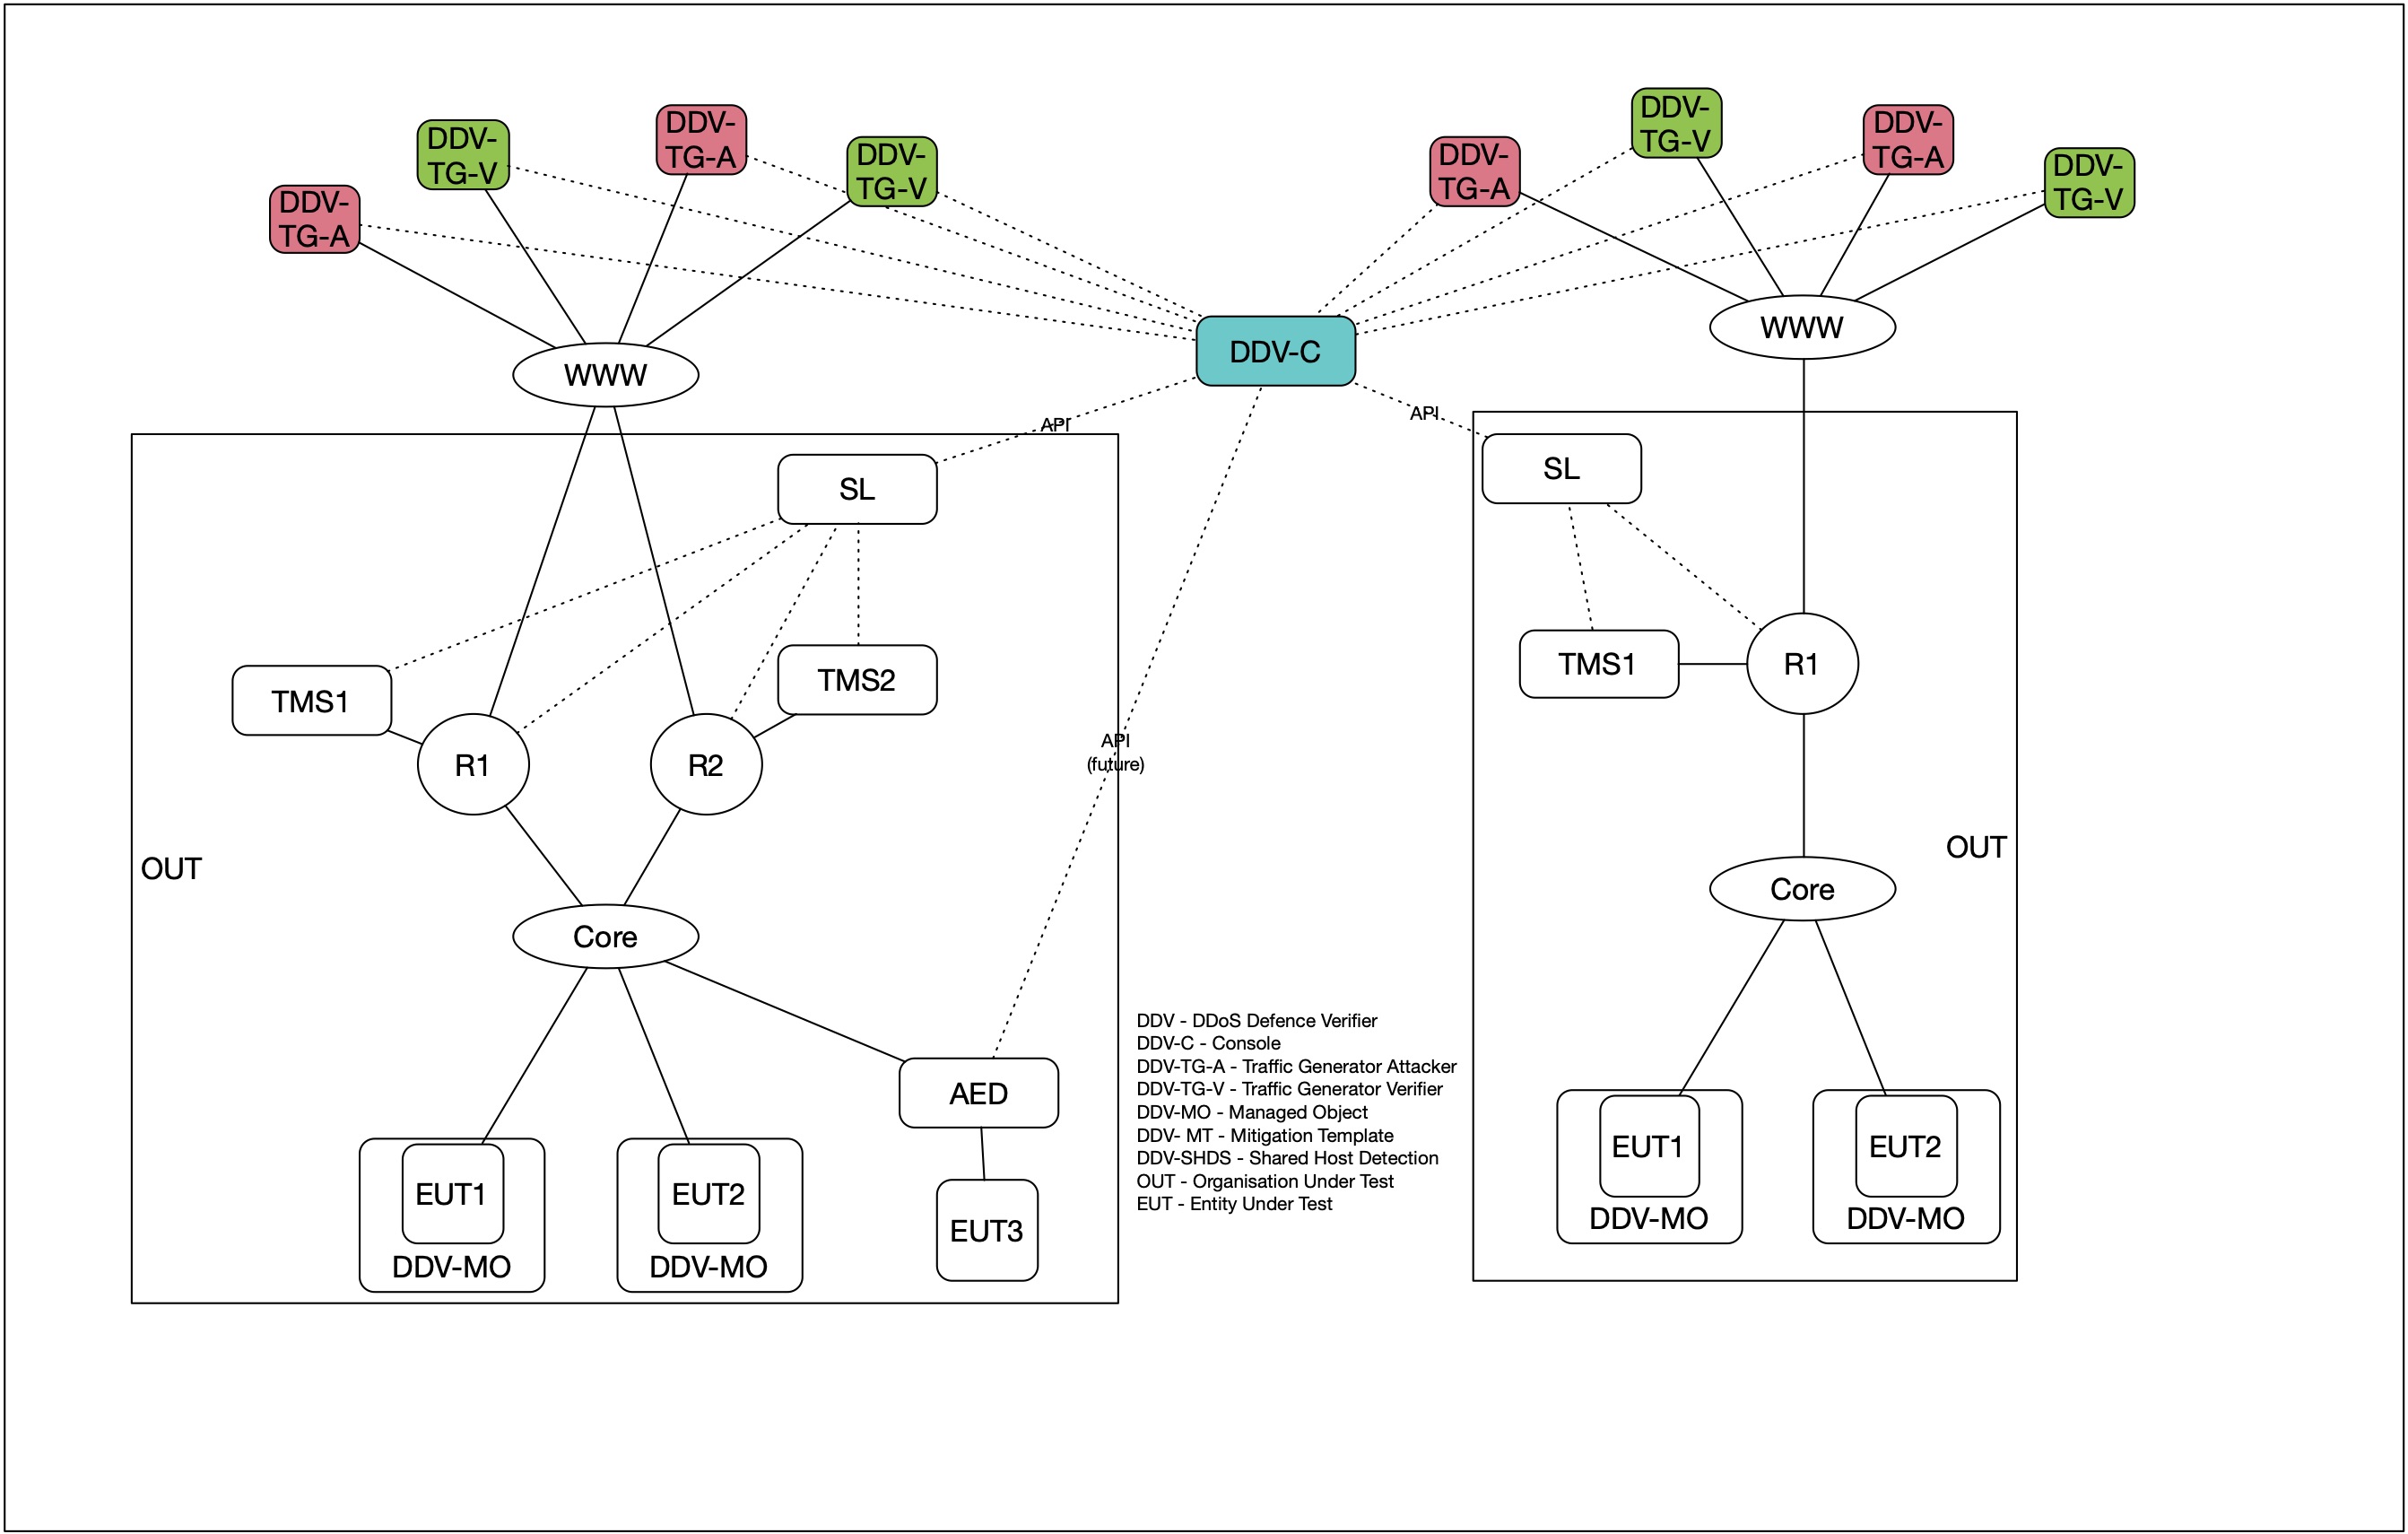 DDV-
TG-A
DDV-
TG-V
DDV-
TG-A
DDV-
TG-V
DDV-
TG-A
DDV-
TG-V
DDV-
TG-A
DDV-
TG-V
WWW
DDV-C
WWW
API
API
SL
SL
TMS1
TMS2
R1
R2
API
(future)
TMS1
R1
OUT
OUT
Core
Core
AED
EUT1
DDV-MO
EUT2
DDV-MO
EUT3
DDV - DDoS Defence Verifier
DDV-C - Console
DDV-TG-A - Traffic Generator Attacker
DDV-TG-V - Traffic Generator Verifier
DDV-MO - Managed Object
DDV- MT - Mitigation Template
DDV-SHDS - Shared Host Detection
OUT - Organisation Under Test
EUT - Entity Under Test
EUT1
DDV-MO
EUT2
DDV-MO